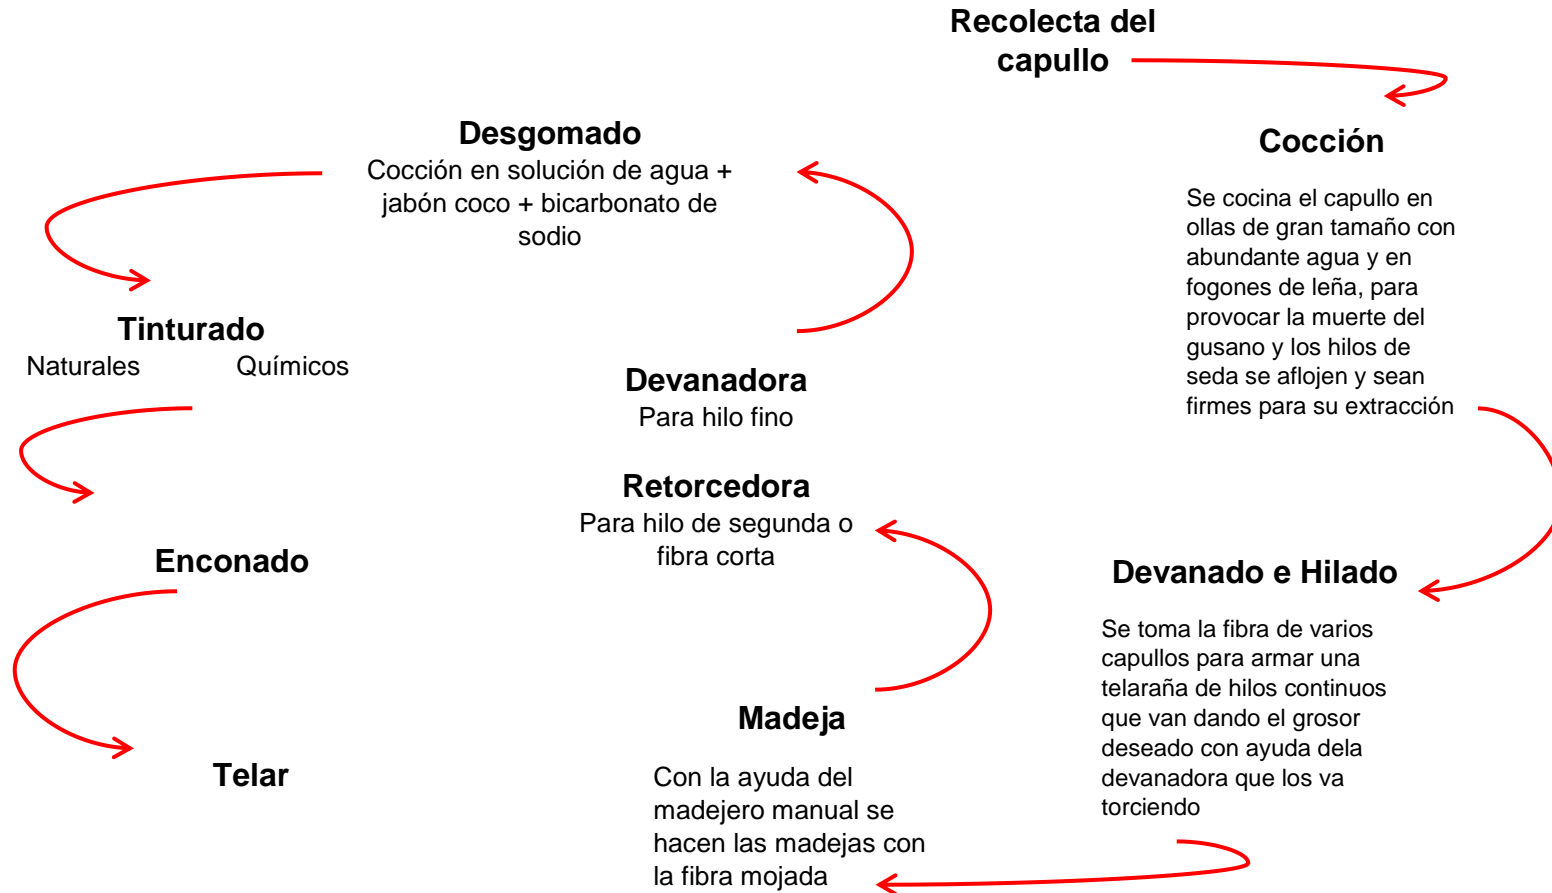 Recolecta del
capullo
Cocción
Se cocina el capullo en
ollas de gran tamaño con
abundante agua y en
fogones de leña, para
provocar la muerte del
gusano y los hilos de
seda se aflojen y sean
firmes para su extracción
Devanado e Hilado
Se toma la fibra de varios
capullos para armar una
telaraña de hilos continuos
que van dando el grosor
deseado con ayuda dela
devanadora que los va
torciendo
Madeja
Con la ayuda del
madejero manual se
hacen las madejas con
la fibra mojada
Retorcedora
Para hilo de segunda o
fibra corta
Devanadora
Para hilo fino
Desgomado
Cocción en solución de agua +
jabón coco + bicarbonato de
sodio
Tinturado
Naturales Químicos
Enconado
Telar